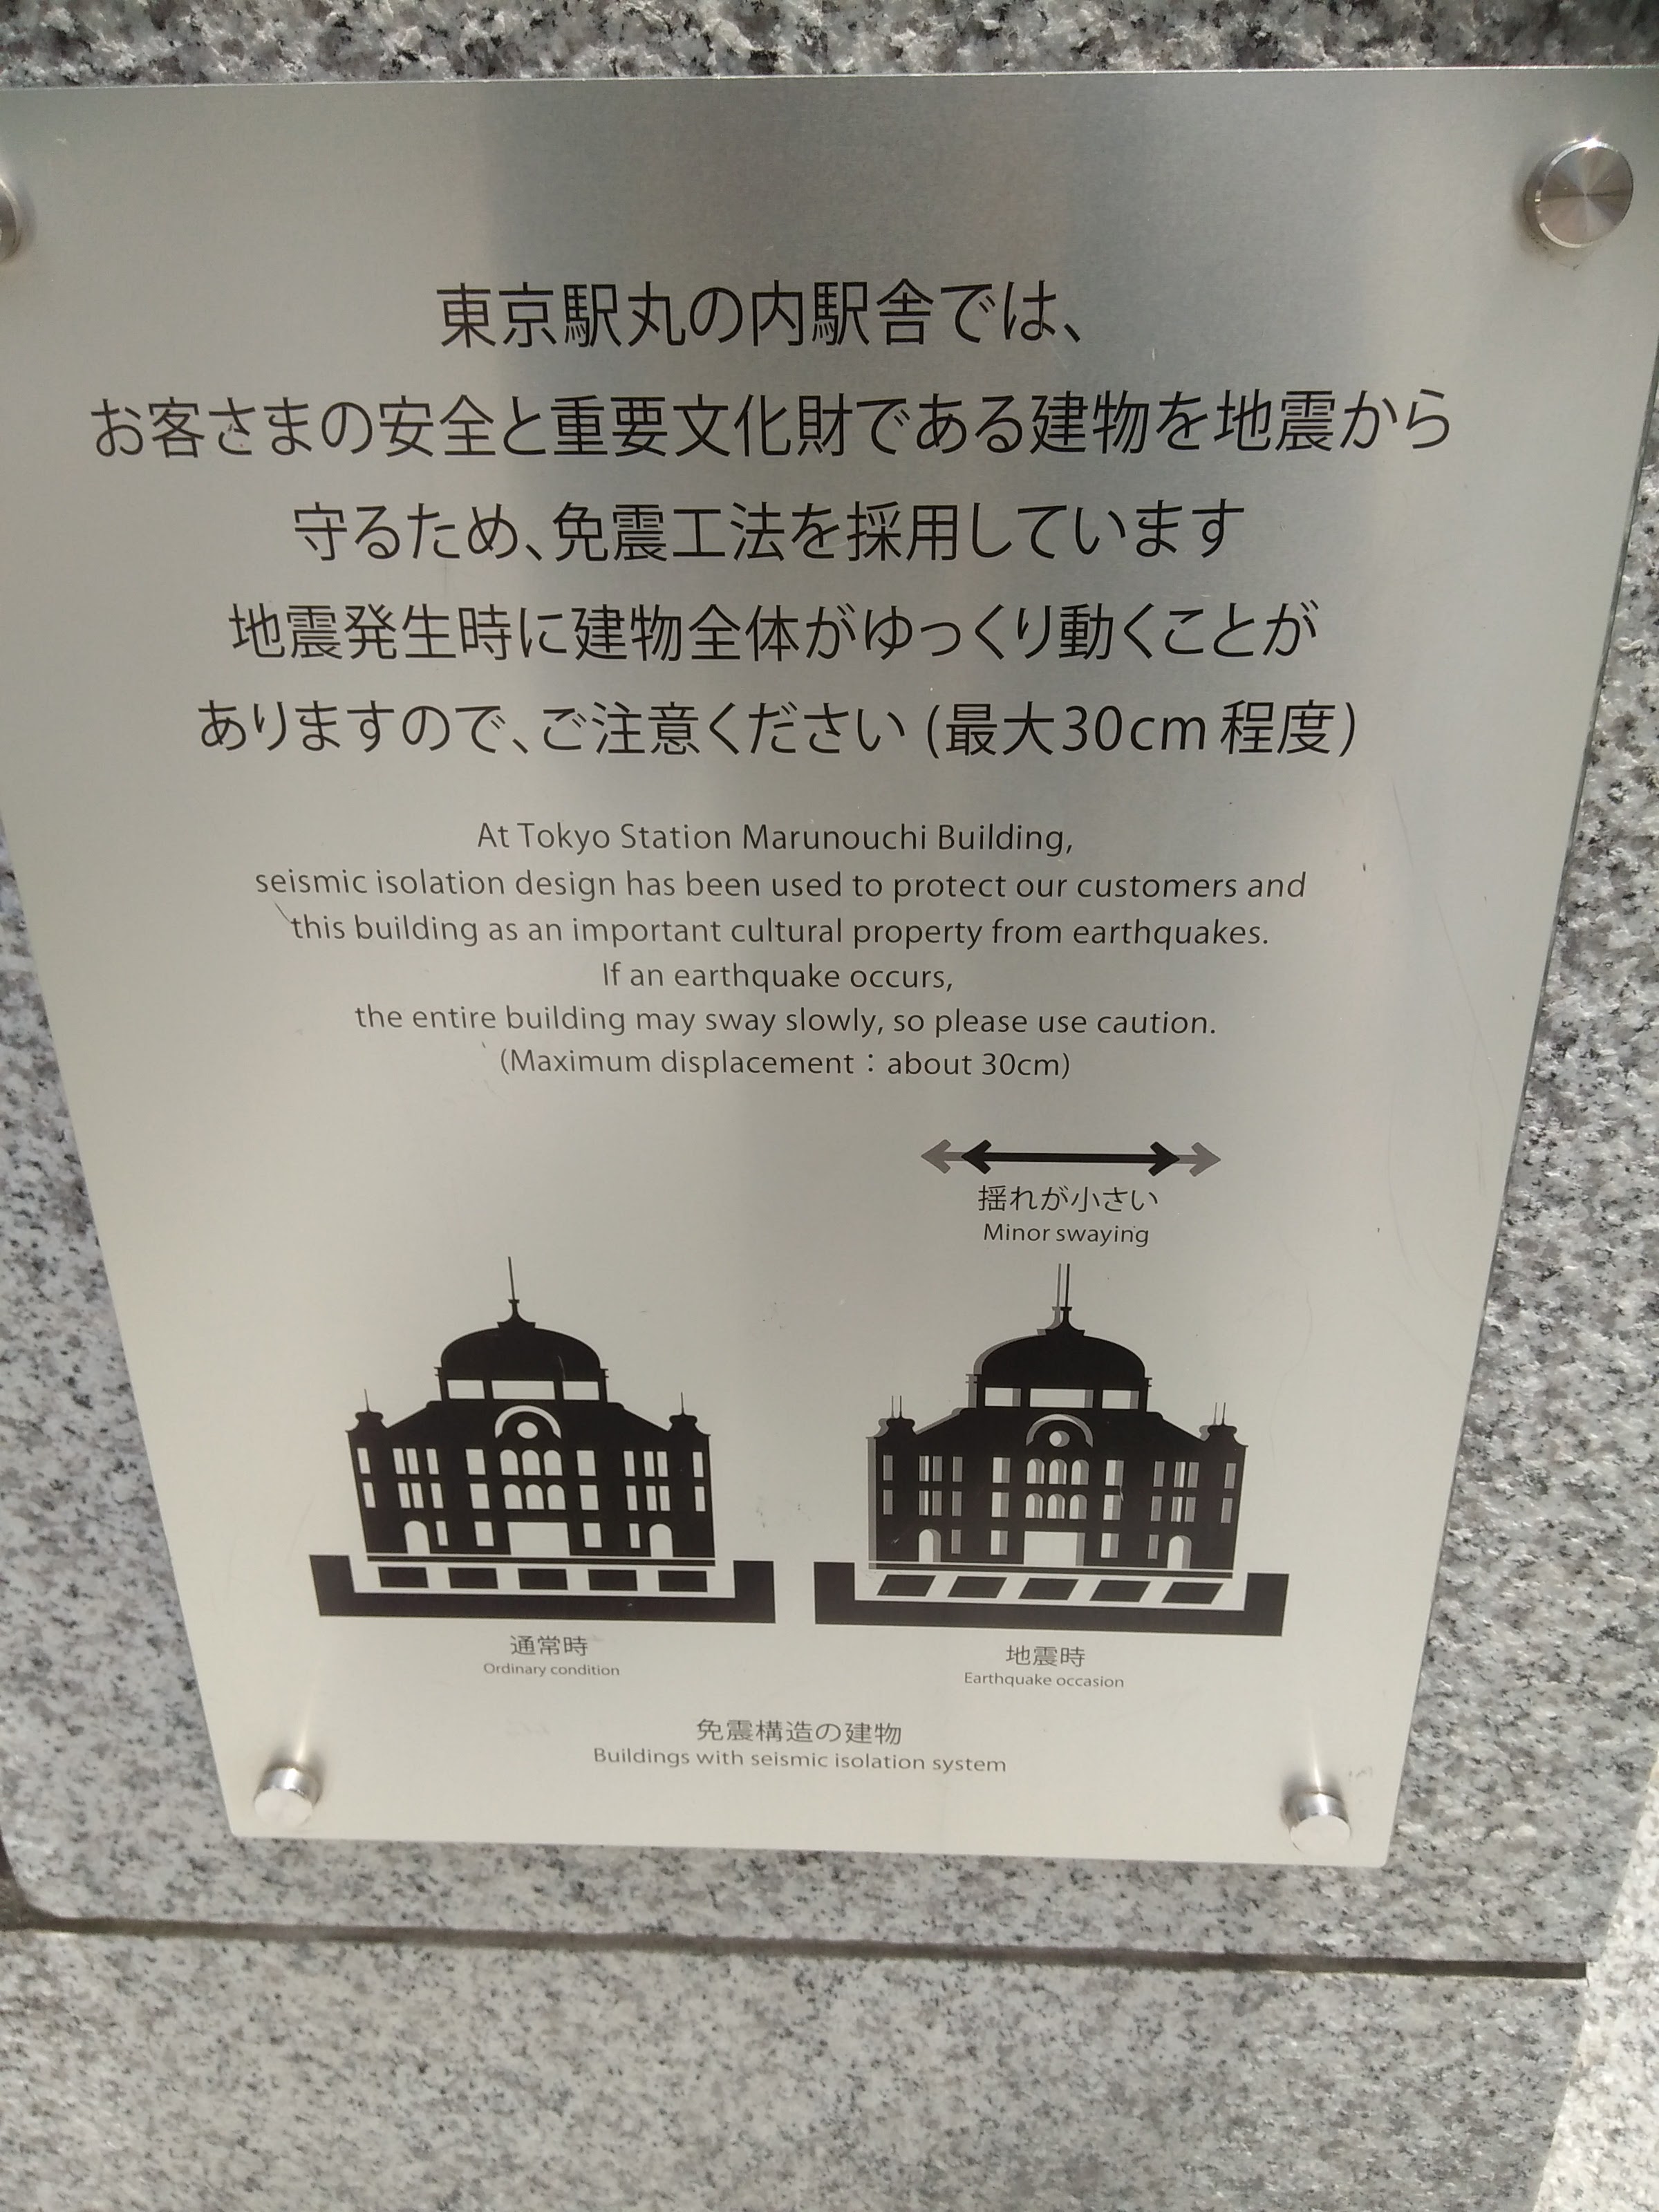 東京駅丸の内駅舎では、
お客さまの安全と重要文化財である建物を地震から
守るため、免震工法を採用しています
地震発生時に建物全体がゆっくり動くことが
ありますので、ご注意ください (最大30cm程度)
At Tokyo Station Marunouchi Building,
seismic isolation design has been used to protect our customers and
this building as an important cultural property from earthquakes.
If an earthquake occurs,
the entire building may sway slowly, so please use caution.
(Maximum displacement：about 30cm)
揺れが小さい
Minor swaying
通常時
Ordinary condition
地震時
Earthquake occasion
免震構造の建物
Buildings with seismic isolation system